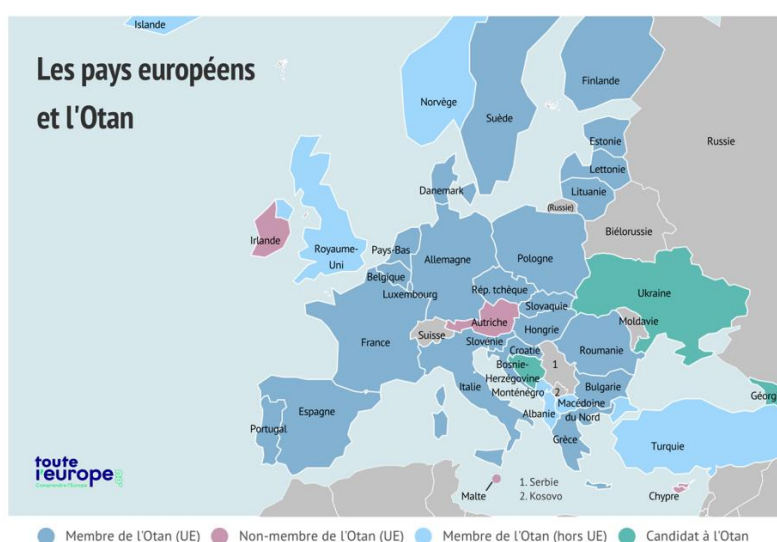 Les pays européens
et l'Otan
Islande
Norvège
Suède
Finlande
Russie
Estonie
Lettonie
Lituanie
(Russie)
Danemark
Biélorussie
Irlande
Royaume-
Uni
Pays-Bas
Allemagne
Pologne
Belgique
Luxembourg
Rép. tchèque
Ukraine
Slovaquie
Autriche
Moldavie
France
Suisse
Hongrie
Slovénie
Croatie
Roumanie
Bosnie-
Herzégovine
1
2
Bulgarie
Monténégro
Macédoine
du Nord
Albanie
Italie
Géorg
Portugal
Espagne
Grèce
Turquie
Malte
Chypre
1. Serbie
2. Kosovo
toute
l'europe
Comprendre l'Europe
Membre de l'Otan (UE)
Non-membre de l'Otan (UE)
Membre de l'Otan (hors UE)
Candidat à l'Otan